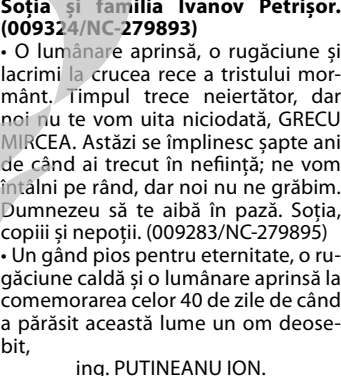 Soția și familia Ivanov Petrișor.
(009324/NC-279893)
• O lumânare aprinsă, o rugăciune și
lacrimi la crucea rece a tristului mor-
mânt. Timpul trece neiertător, dar
noi nu te vom uita niciodată, GRECU
MIRCEA. Astăzi se împlinesc șapte ani
de când ai trecut în neființă; ne vom
întâlni pe rând, dar noi nu ne grăbim.
Dumnezeu să te aibă în pază. Soția,
copiii și nepoții. (009283/NC-279895)
• Un gând pios pentru eternitate, o ru-
găciune caldă și o lumânare aprinsă la
comemorarea celor 40 de zile de când
a părăsit această lume un om deose-
bit,
ing. PUTINEANU ION.